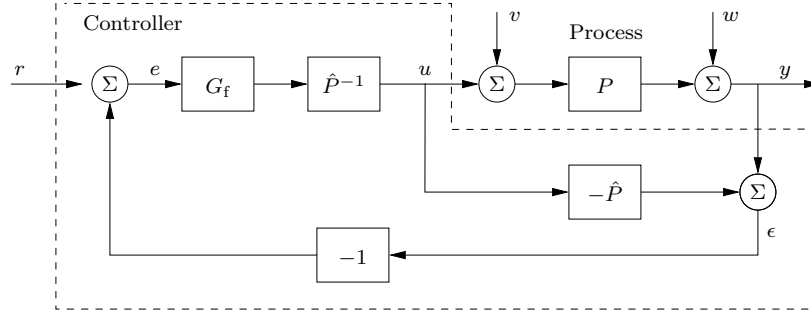 Controller
v
w
Process
r
Σ
e
G_f
P̂⁻¹
u
Σ
P
Σ
y
−P̂
Σ
ϵ
−1